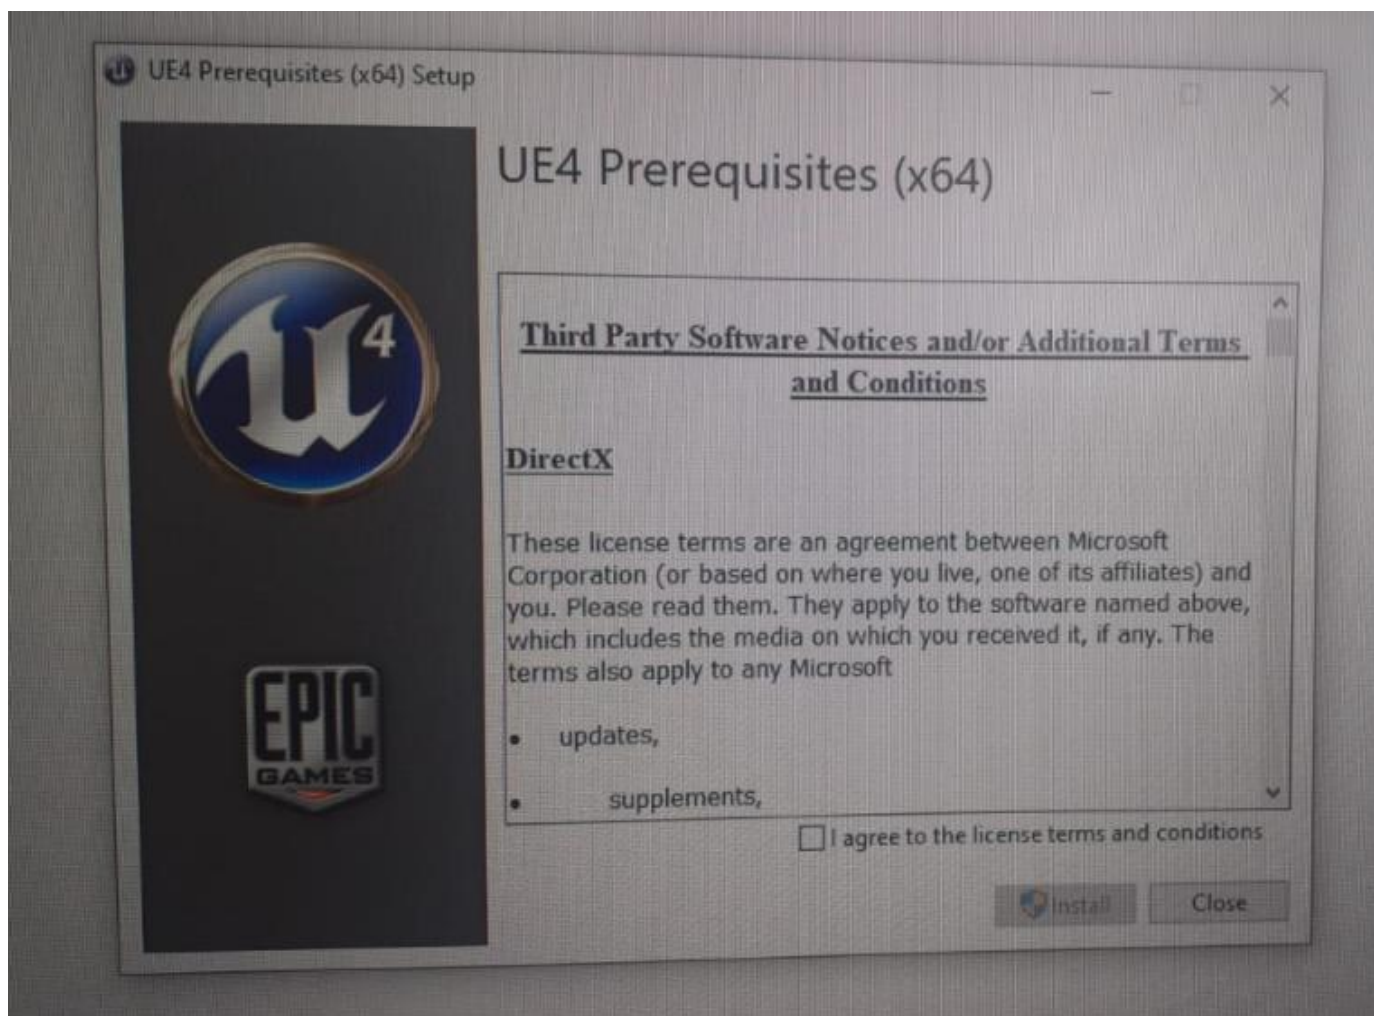 UE4 Prerequisites (x64) Setup
UE4 Prerequisites (x64)
Third Party Software Notices and/or Additional Terms
and Conditions
DirectX
These license terms are an agreement between Microsoft
Corporation (or based on where you live, one of its affiliates) and
you. Please read them. They apply to the software named above,
which includes the media on which you received it, if any. The
terms also apply to any Microsoft
• updates,
• supplements,
U4
EPIC
GAMES
I agree to the license terms and conditions
Install
Close